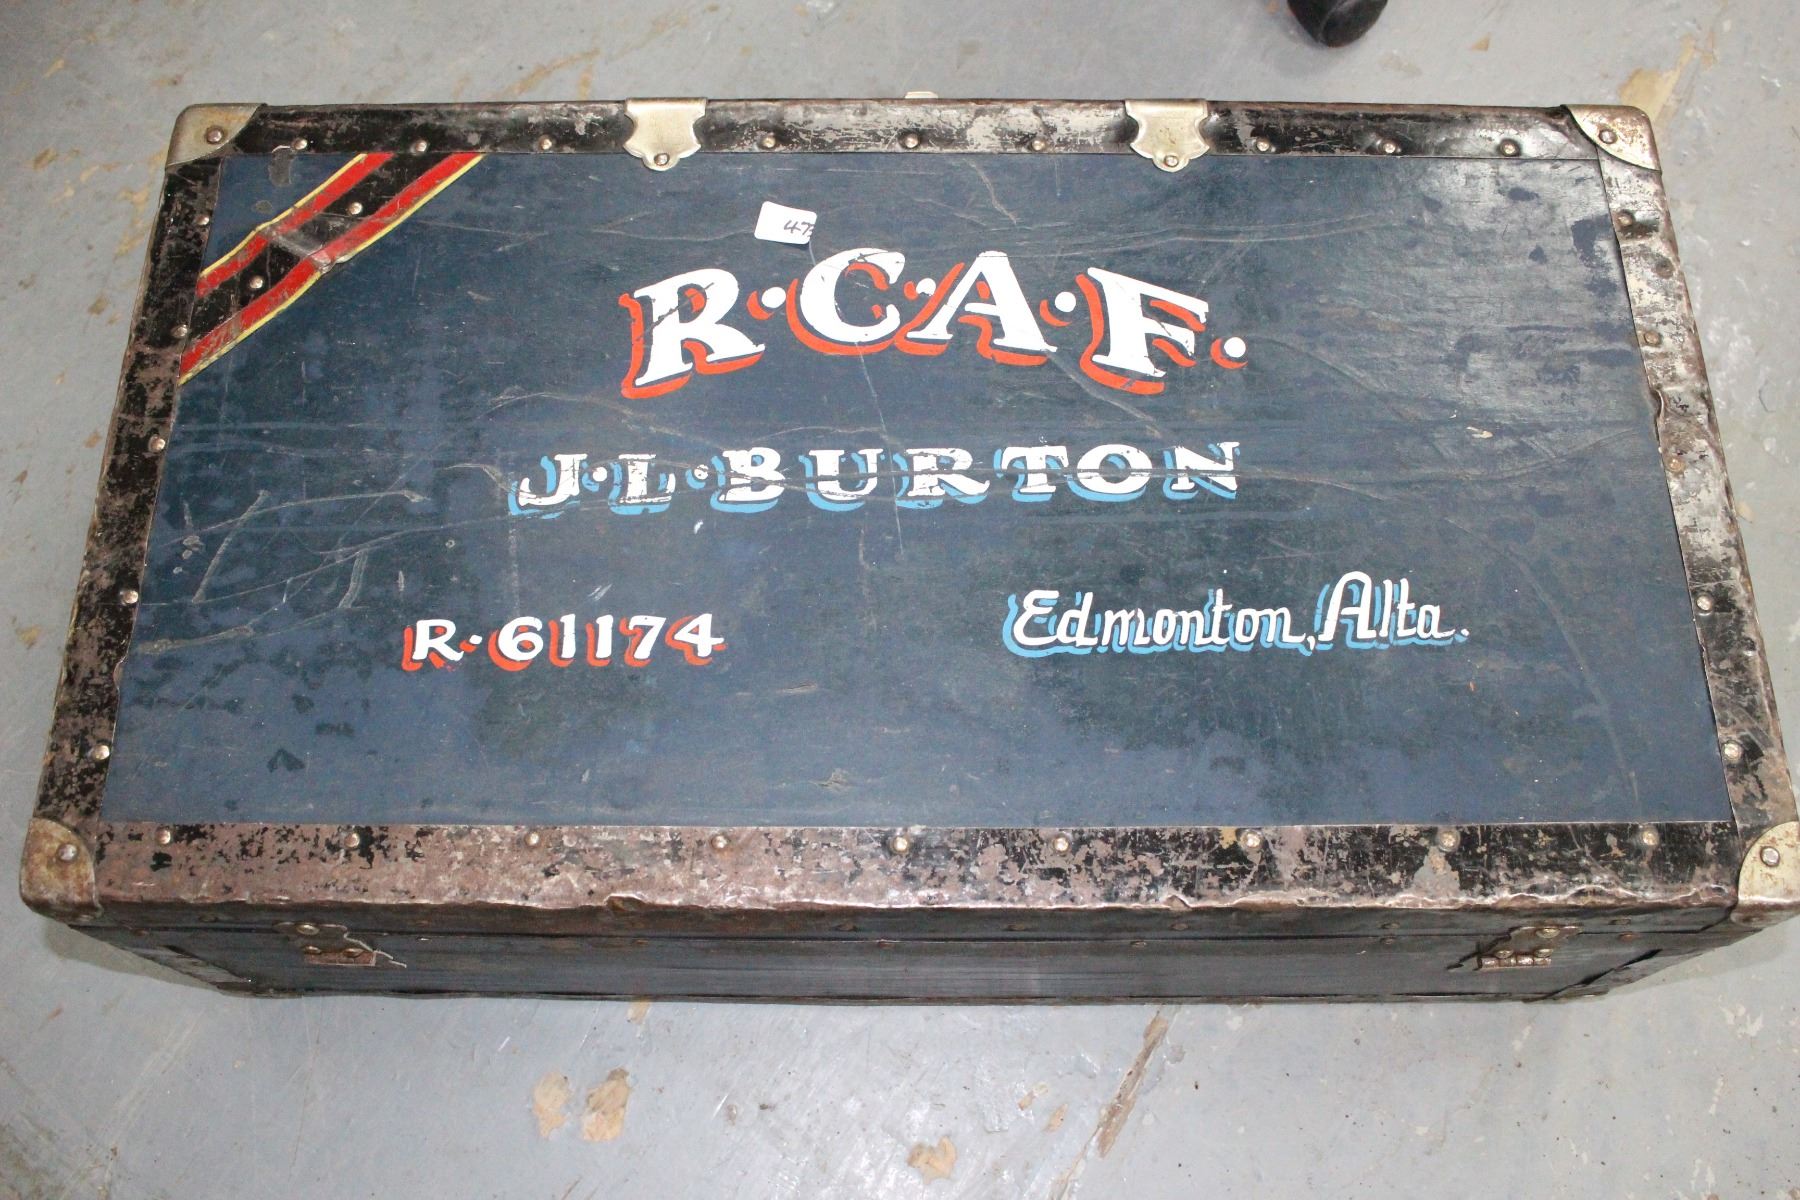 R.C.A.F.
J.L.BURTON
R.61174
Edmonton, Alta.